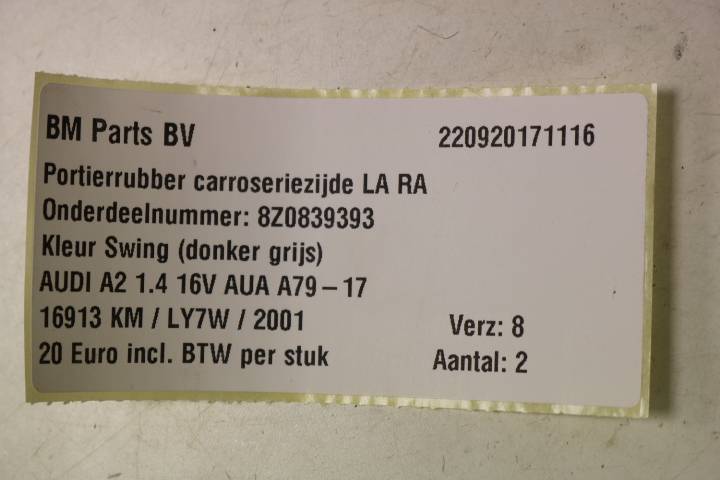 BM Parts BV 220920171116
Portierrubber carroseriezijde LA RA
Onderdeelnummer: 8Z0839393
Kleur Swing (donker grijs)
AUDI A2 1.4 16V AUA A79-17
16913 KM / LY7W / 2001 Verz: 8
20 Euro incl. BTW per stuk Aantal: 2